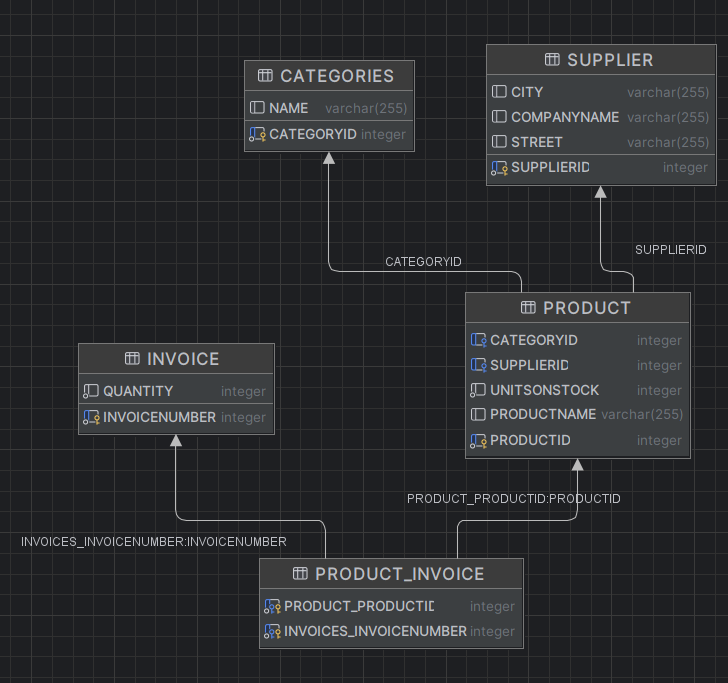 CATEGORIES
NAME varchar(255)
CATEGORYID integer
SUPPLIER
CITY varchar(255)
COMPANYNAME varchar(255)
STREET varchar(255)
SUPPLIERID integer
CATEGORYID
SUPPLIERID
PRODUCT
CATEGORYID integer
SUPPLIERID integer
UNITSONSTOCK integer
PRODUCTNAME varchar(255)
PRODUCTID integer
INVOICE
QUANTITY integer
INVOICENUMBER integer
PRODUCT_PRODUCTID:PRODUCTID
INVOICES_INVOICENUMBER:INVOICENUMBER
PRODUCT_INVOICE
PRODUCT_PRODUCTID integer
INVOICES_INVOICENUMBER integer